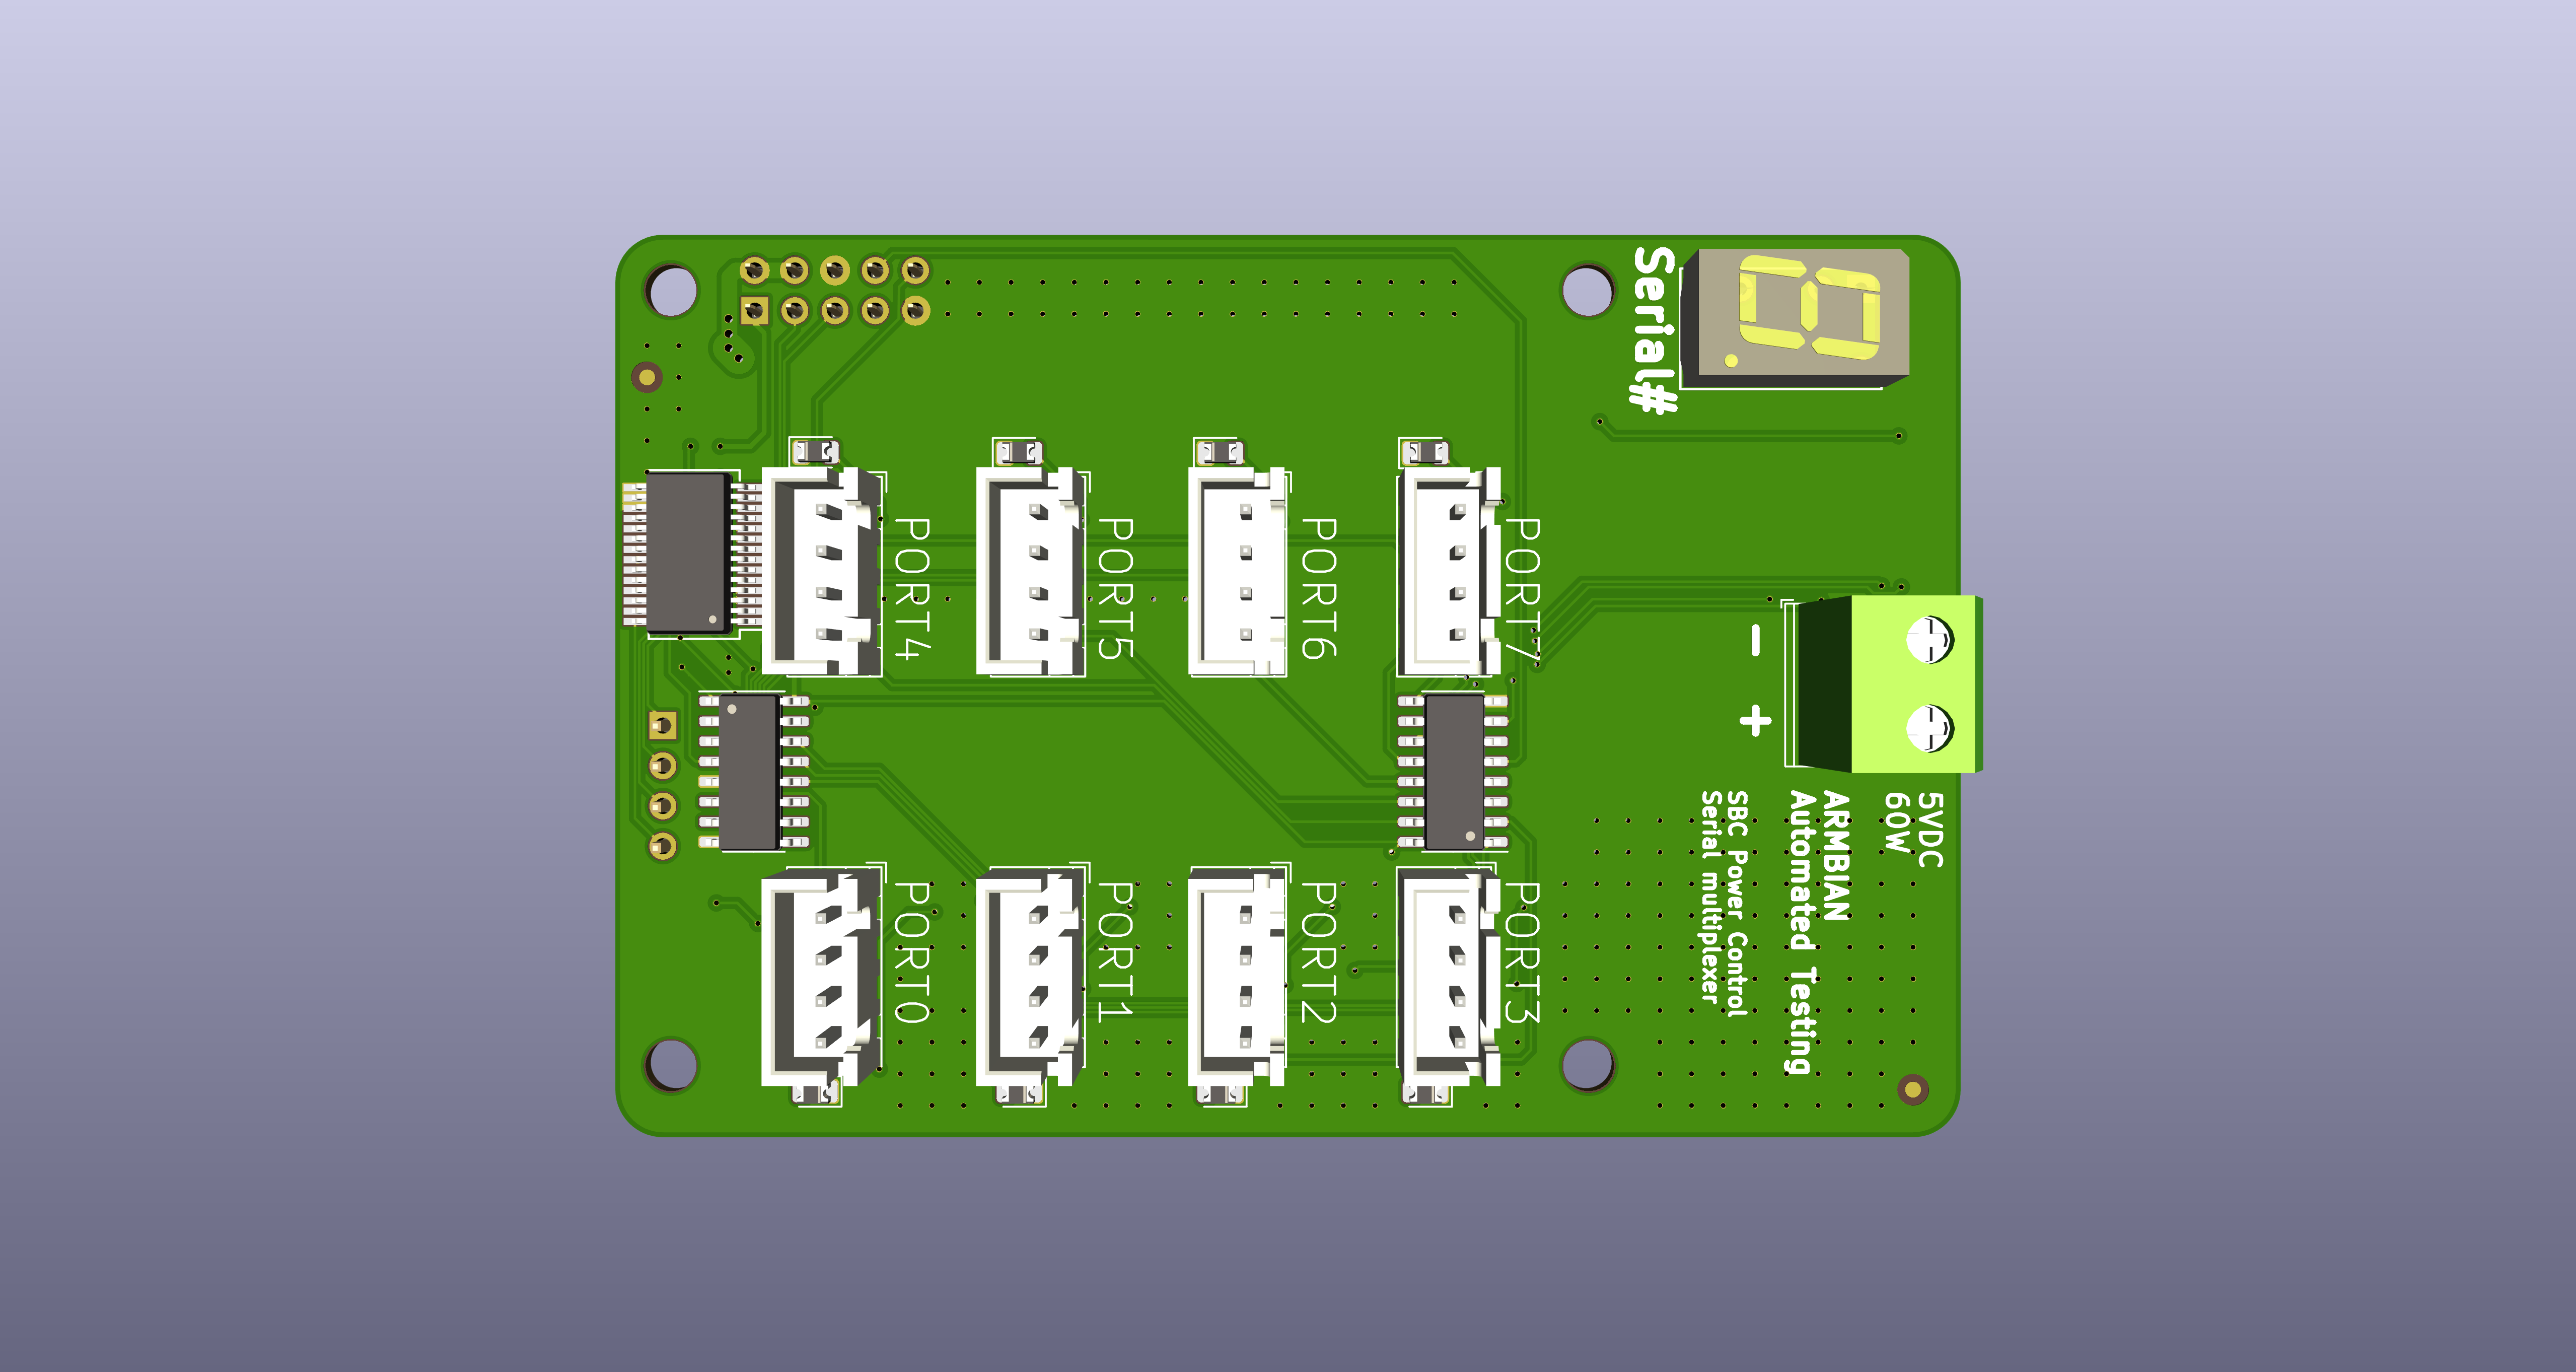 Serial#
PORT4
PORT5
PORT6
PORT7
-
+
5VDC
60W
ARMBIAN
Automated Testing
SBC Power Control
Serial multiplexer
PORT0
PORT1
PORT2
PORT3